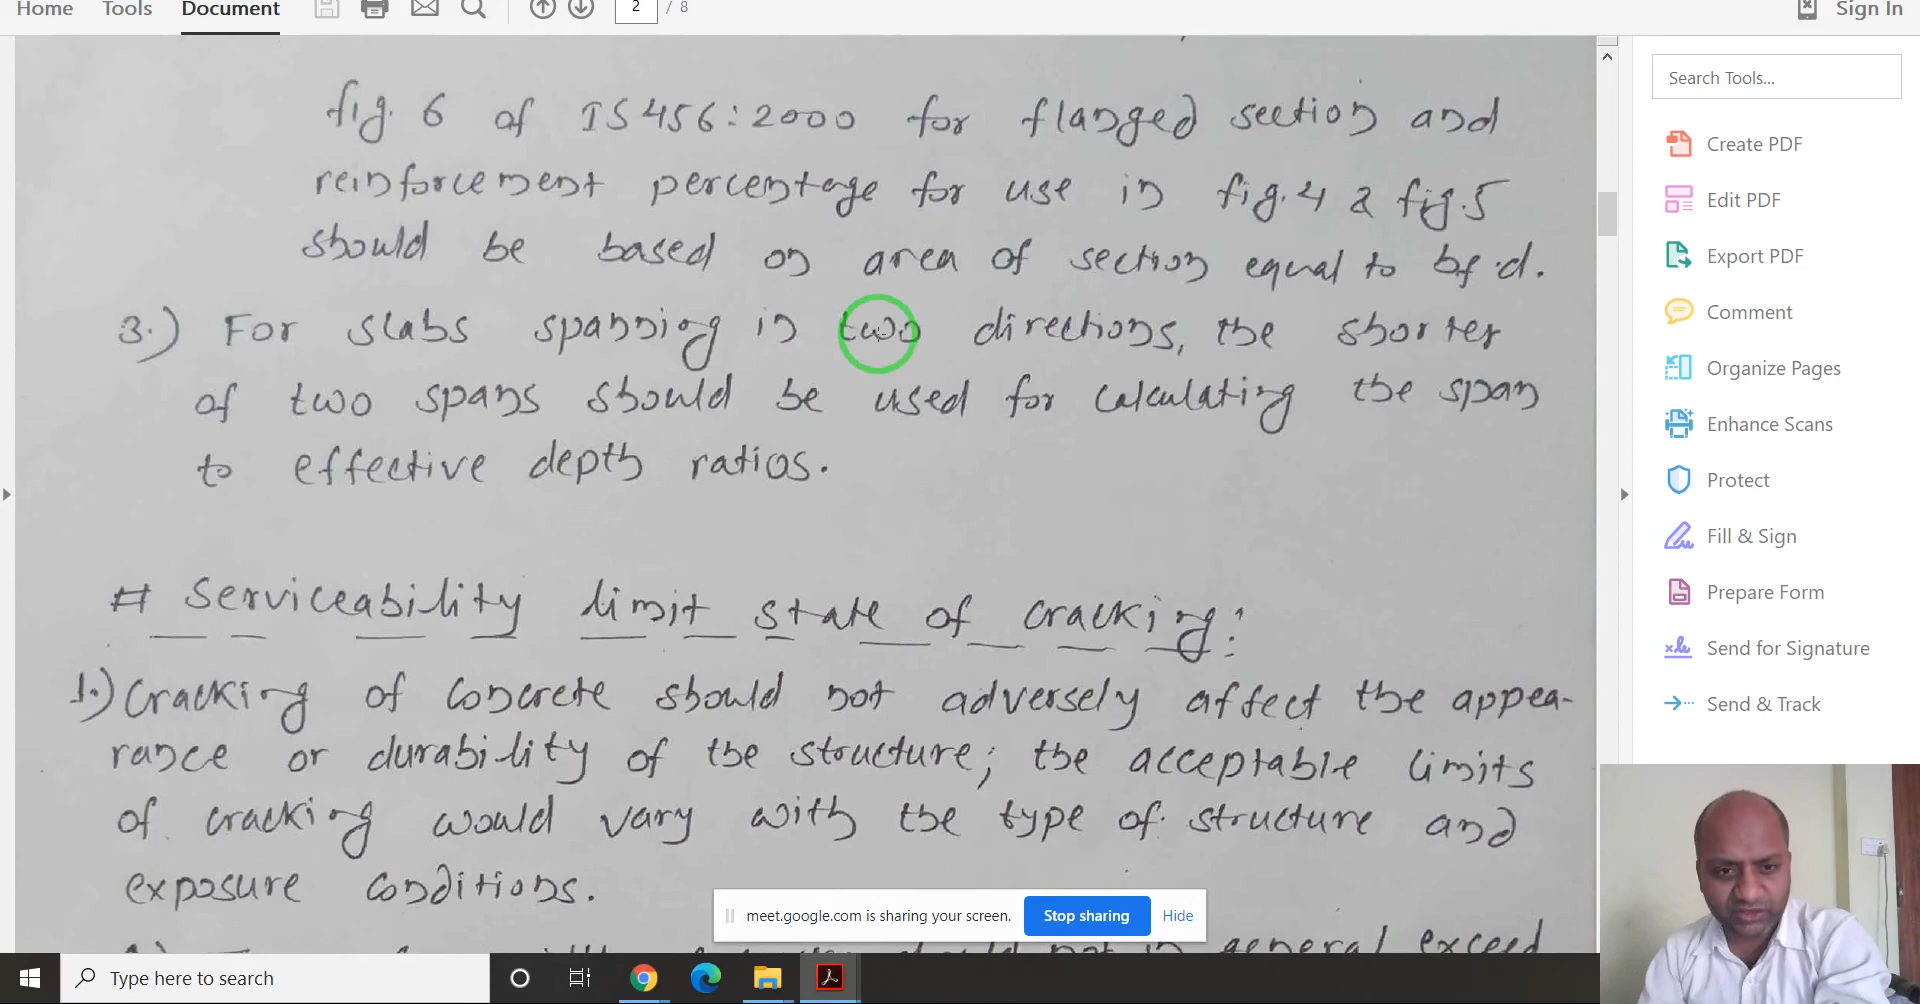 Home Tools Document 2 / 8 Sign In
fig. 6 of IS 456:2000 for flanged section and
reinforcement percentage for use in fig.4 & fig.5
should be based on area of section equal to bf.d.
3.) For slabs spanning in two directions, the shorter
of two spans should be used for calculating the span
to effective depth ratios.
# Serviceability limit state of cracking:
1.) Cracking of concrete should not adversely affect the appea-
rance or durability of the structure; the acceptable limits
of cracking would vary with the type of structure and
exposure conditions.
should not in general exceed
Search Tools...
Create PDF
Edit PDF
Export PDF
Comment
Organize Pages
Enhance Scans
Protect
Fill & Sign
Prepare Form
Send for Signature
Send & Track
meet.google.com is sharing your screen. Stop sharing Hide
Type here to search